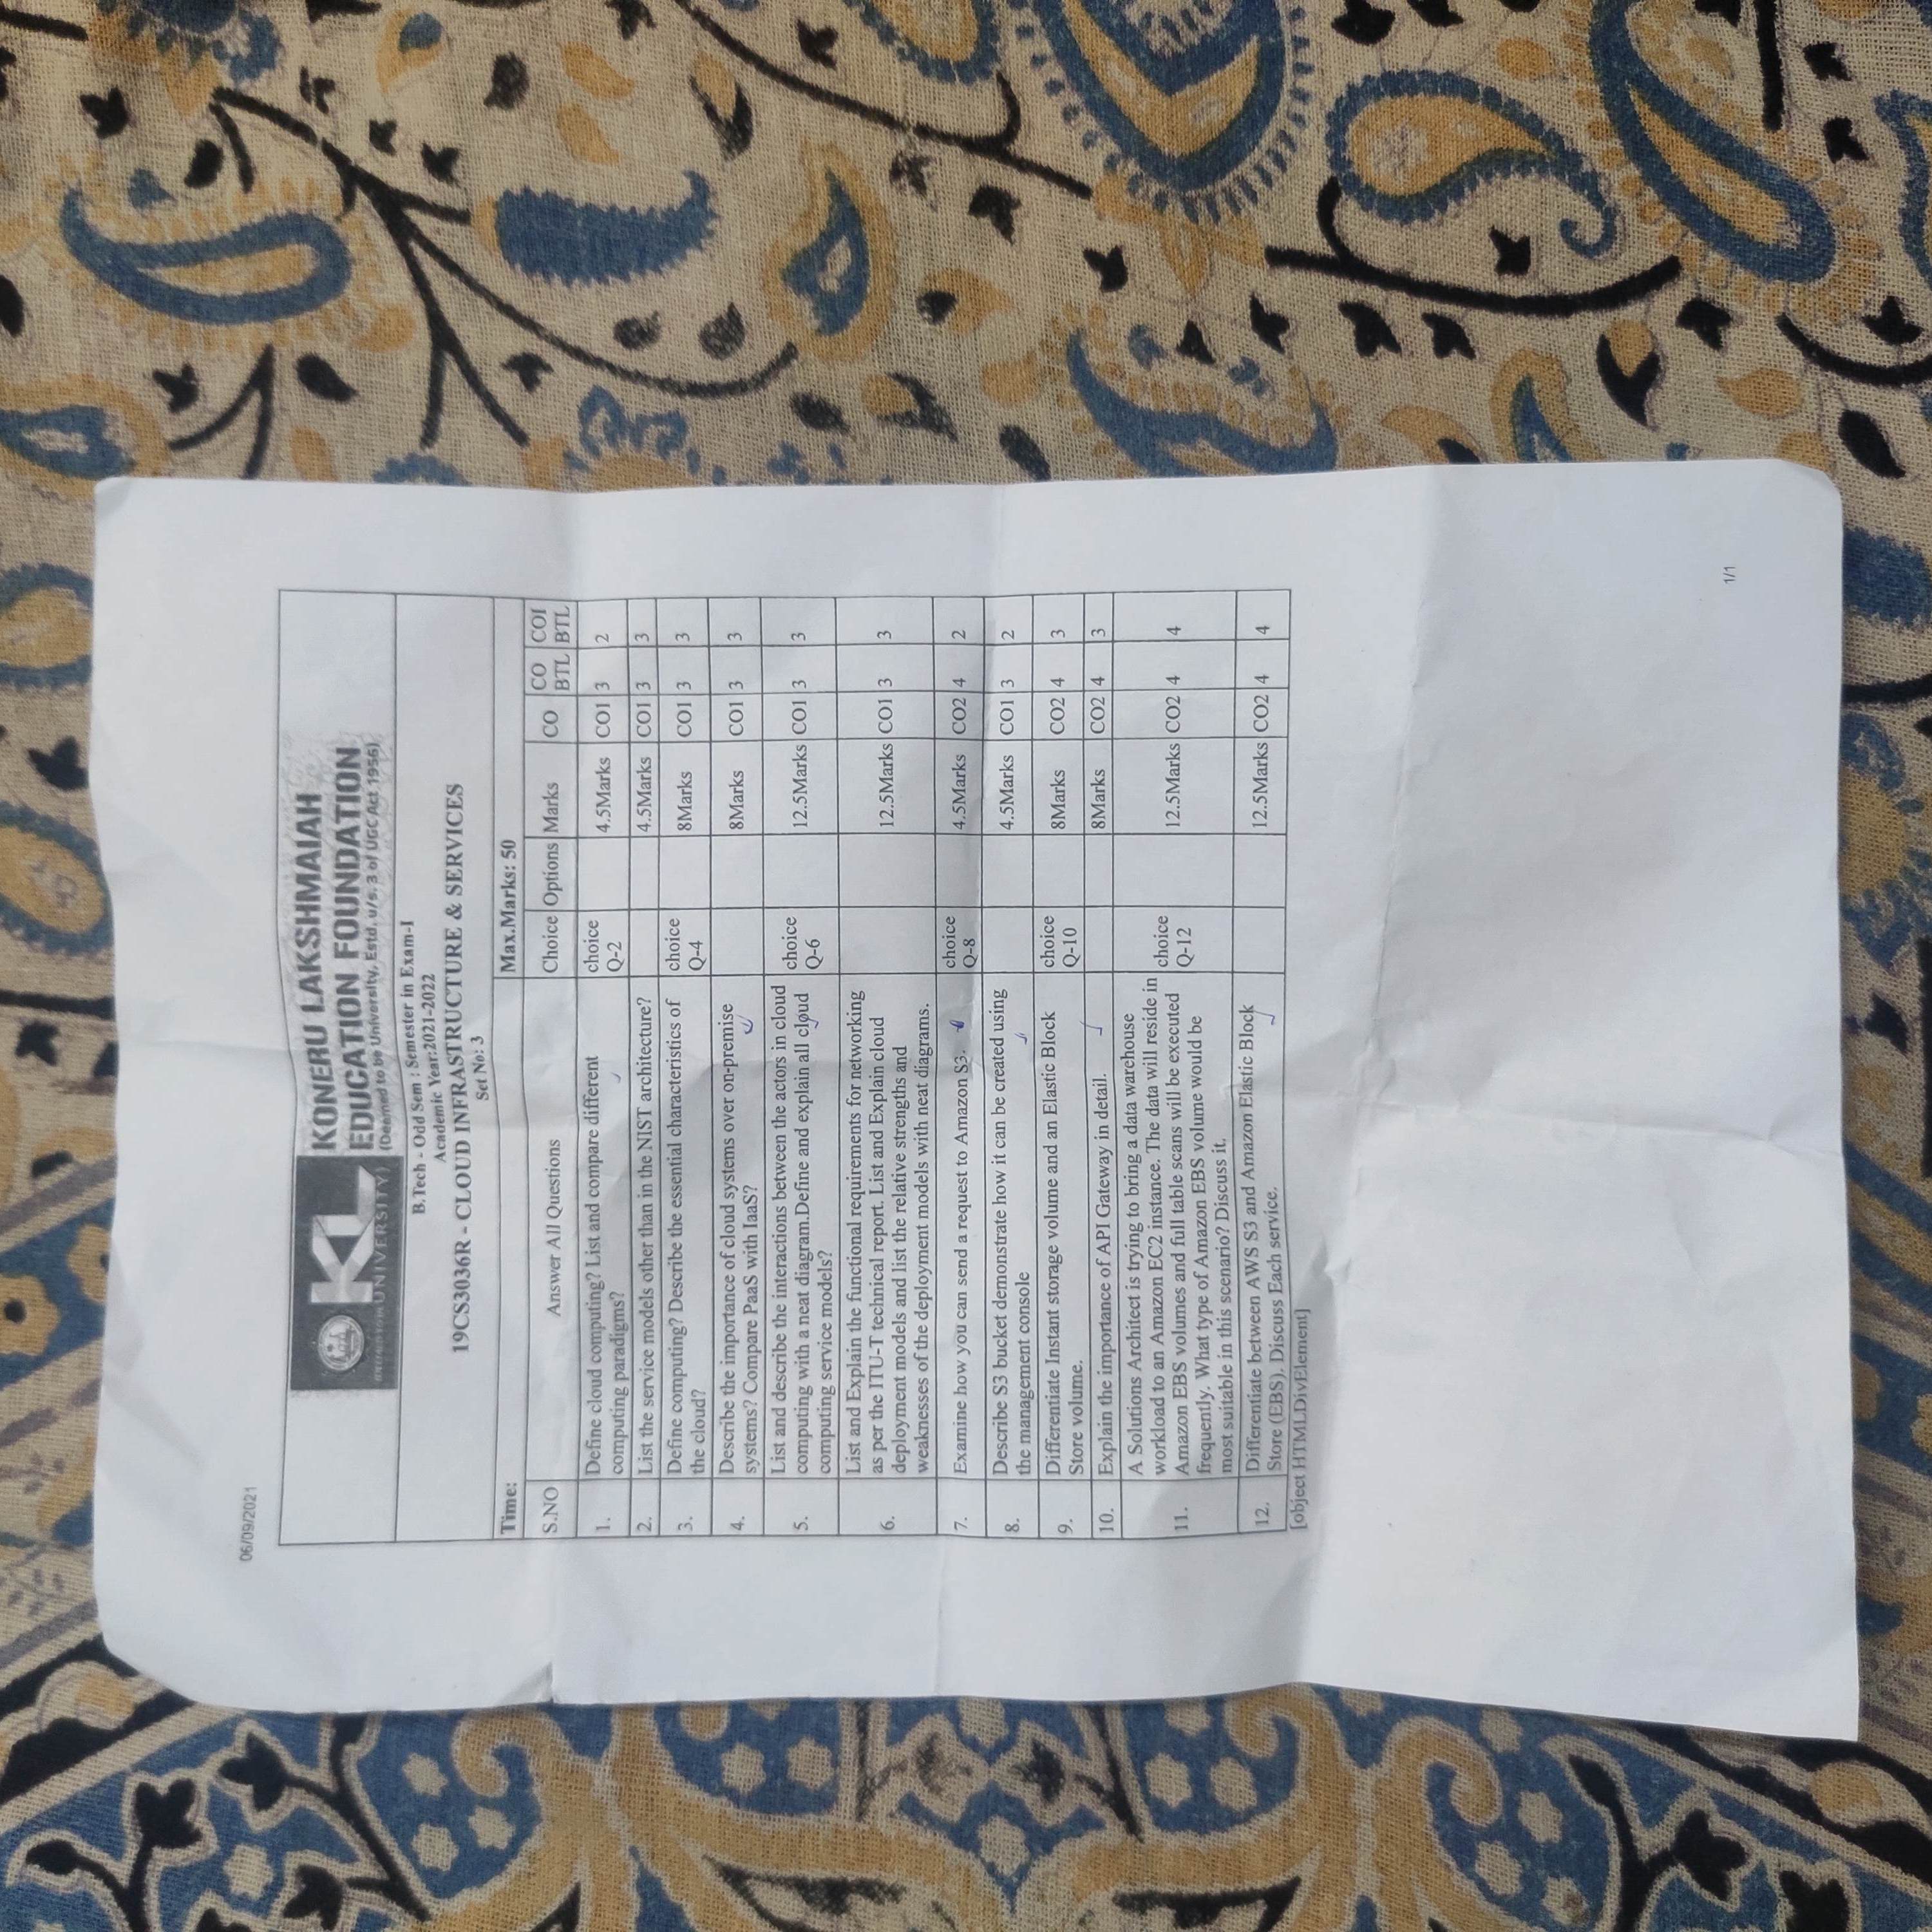 06/09/2021
KL
UNIVERSITY)
KONERU LAKSHMAIAH
EDUCATION FOUNDATION
(Deemed to be University, Estd. u/s. 3 of UGC Act 1956)
B.Tech - Odd Sem : Semester in Exam-I
Academic Year:2021-2022
19CS3036R - CLOUD INFRASTRUCTURE & SERVICES
Set No: 3
Time: Max.Marks: 50
S.NO Answer All Questions Choice Options Marks CO CO BTL COI BTL
1. Define cloud computing? List and compare different choice 4.5Marks CO1 3 2
computing paradigms? Q-2
2. List the service models other than in the NIST architecture? 4.5Marks CO1 3 3
3. Define computing? Describe the essential characteristics of choice 8Marks CO1 3 3
the cloud? Q-4
4. Describe the importance of cloud systems over on-premise 8Marks CO1 3 3
systems? Compare PaaS with IaaS?
5. List and describe the interactions between the actors in cloud choice 12.5Marks CO1 3 3
computing with a neat diagram.Define and explain all cloud Q-6
computing service models?
6. List and Explain the functional requirements for networking 12.5Marks CO1 3 3
as per the ITU-T technical report. List and Explain cloud
deployment models and list the relative strengths and
weaknesses of the deployment models with neat diagrams.
7. Examine how you can send a request to Amazon S3. choice Q-8 4.5Marks CO2 4 2
8. Describe S3 bucket demonstrate how it can be created using 4.5Marks CO1 3 2
the management console
9. Differentiate Instant storage volume and an Elastic Block choice 8Marks CO2 4 3
Store volume. Q-10
10. Explain the importance of API Gateway in detail. 8Marks CO2 4 3
11. A Solutions Architect is trying to bring a data warehouse choice 12.5Marks CO2 4 4
workload to an Amazon EC2 instance. The data will reside in Q-12
Amazon EBS volumes and full table scans will be executed
frequently. What type of Amazon EBS volume would be
most suitable in this scenario? Discuss it.
12. Differentiate between AWS S3 and Amazon Elastic Block 12.5Marks CO2 4 4
Store (EBS). Discuss Each service.
[object HTMLDivElement]
1/1